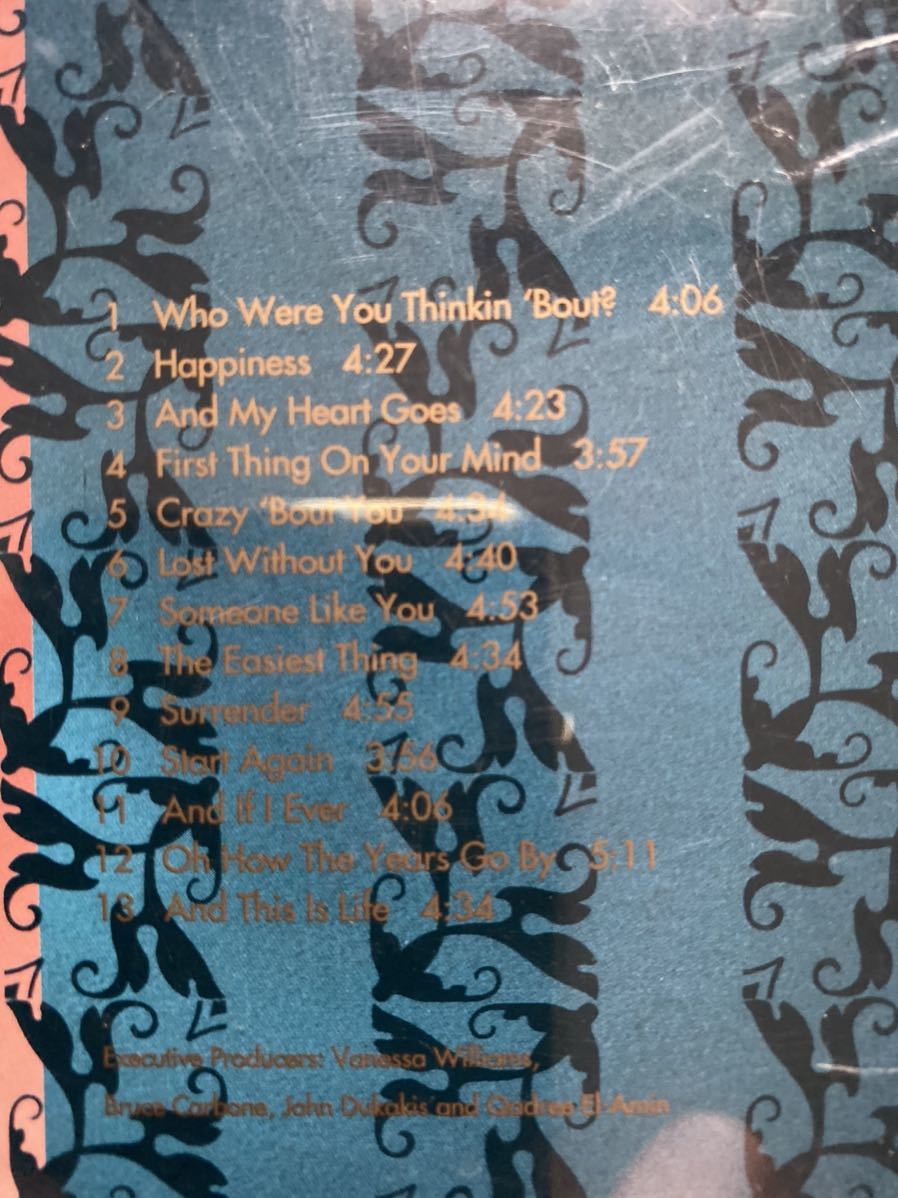 1 Who Were You Thinkin 'Bout? 4:06
2 Happiness 4:27
3 And My Heart Goes 4:23
4 First Thing On Your Mind 3:57
5 Crazy 'Bout You 4:34
6 Lost Without You 4:40
7 Someone Like You 4:53
8 The Easiest Thing 4:34
9 Surrender 4:55
10 Start Again 3:56
11 And If I Ever 4:06
12 Oh How The Years Go By 5:11
13 And This Is Life 4:34
Executive Producers: Vanessa Williams,
Bruce Carbone, John Dukakis and Qadree El-Amin